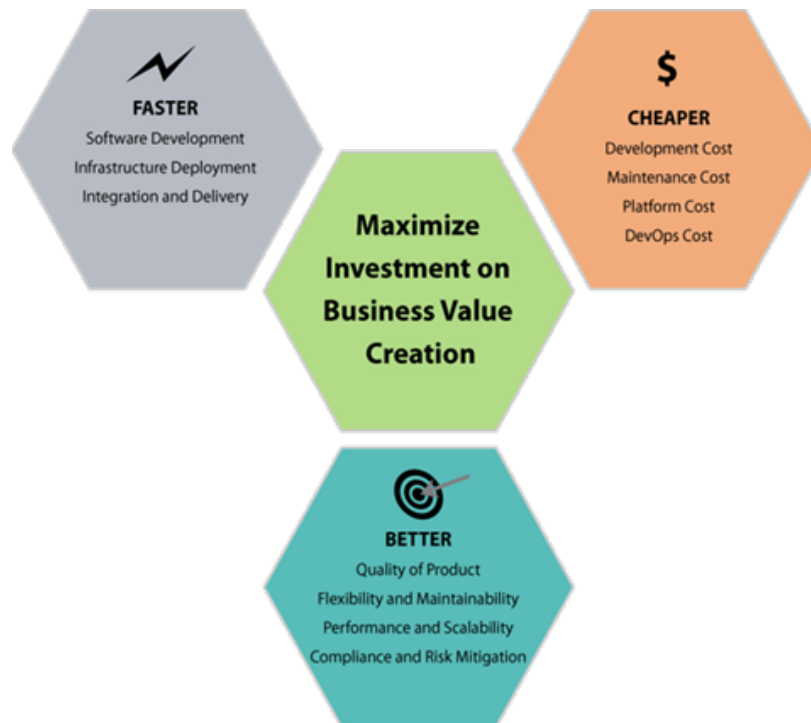 FASTER
Software Development
Infrastructure Deployment
Integration and Delivery
$
CHEAPER
Development Cost
Maintenance Cost
Platform Cost
DevOps Cost
Maximize
Investment on
Business Value
Creation
BETTER
Quality of Product
Flexibility and Maintainability
Performance and Scalability
Compliance and Risk Mitigation